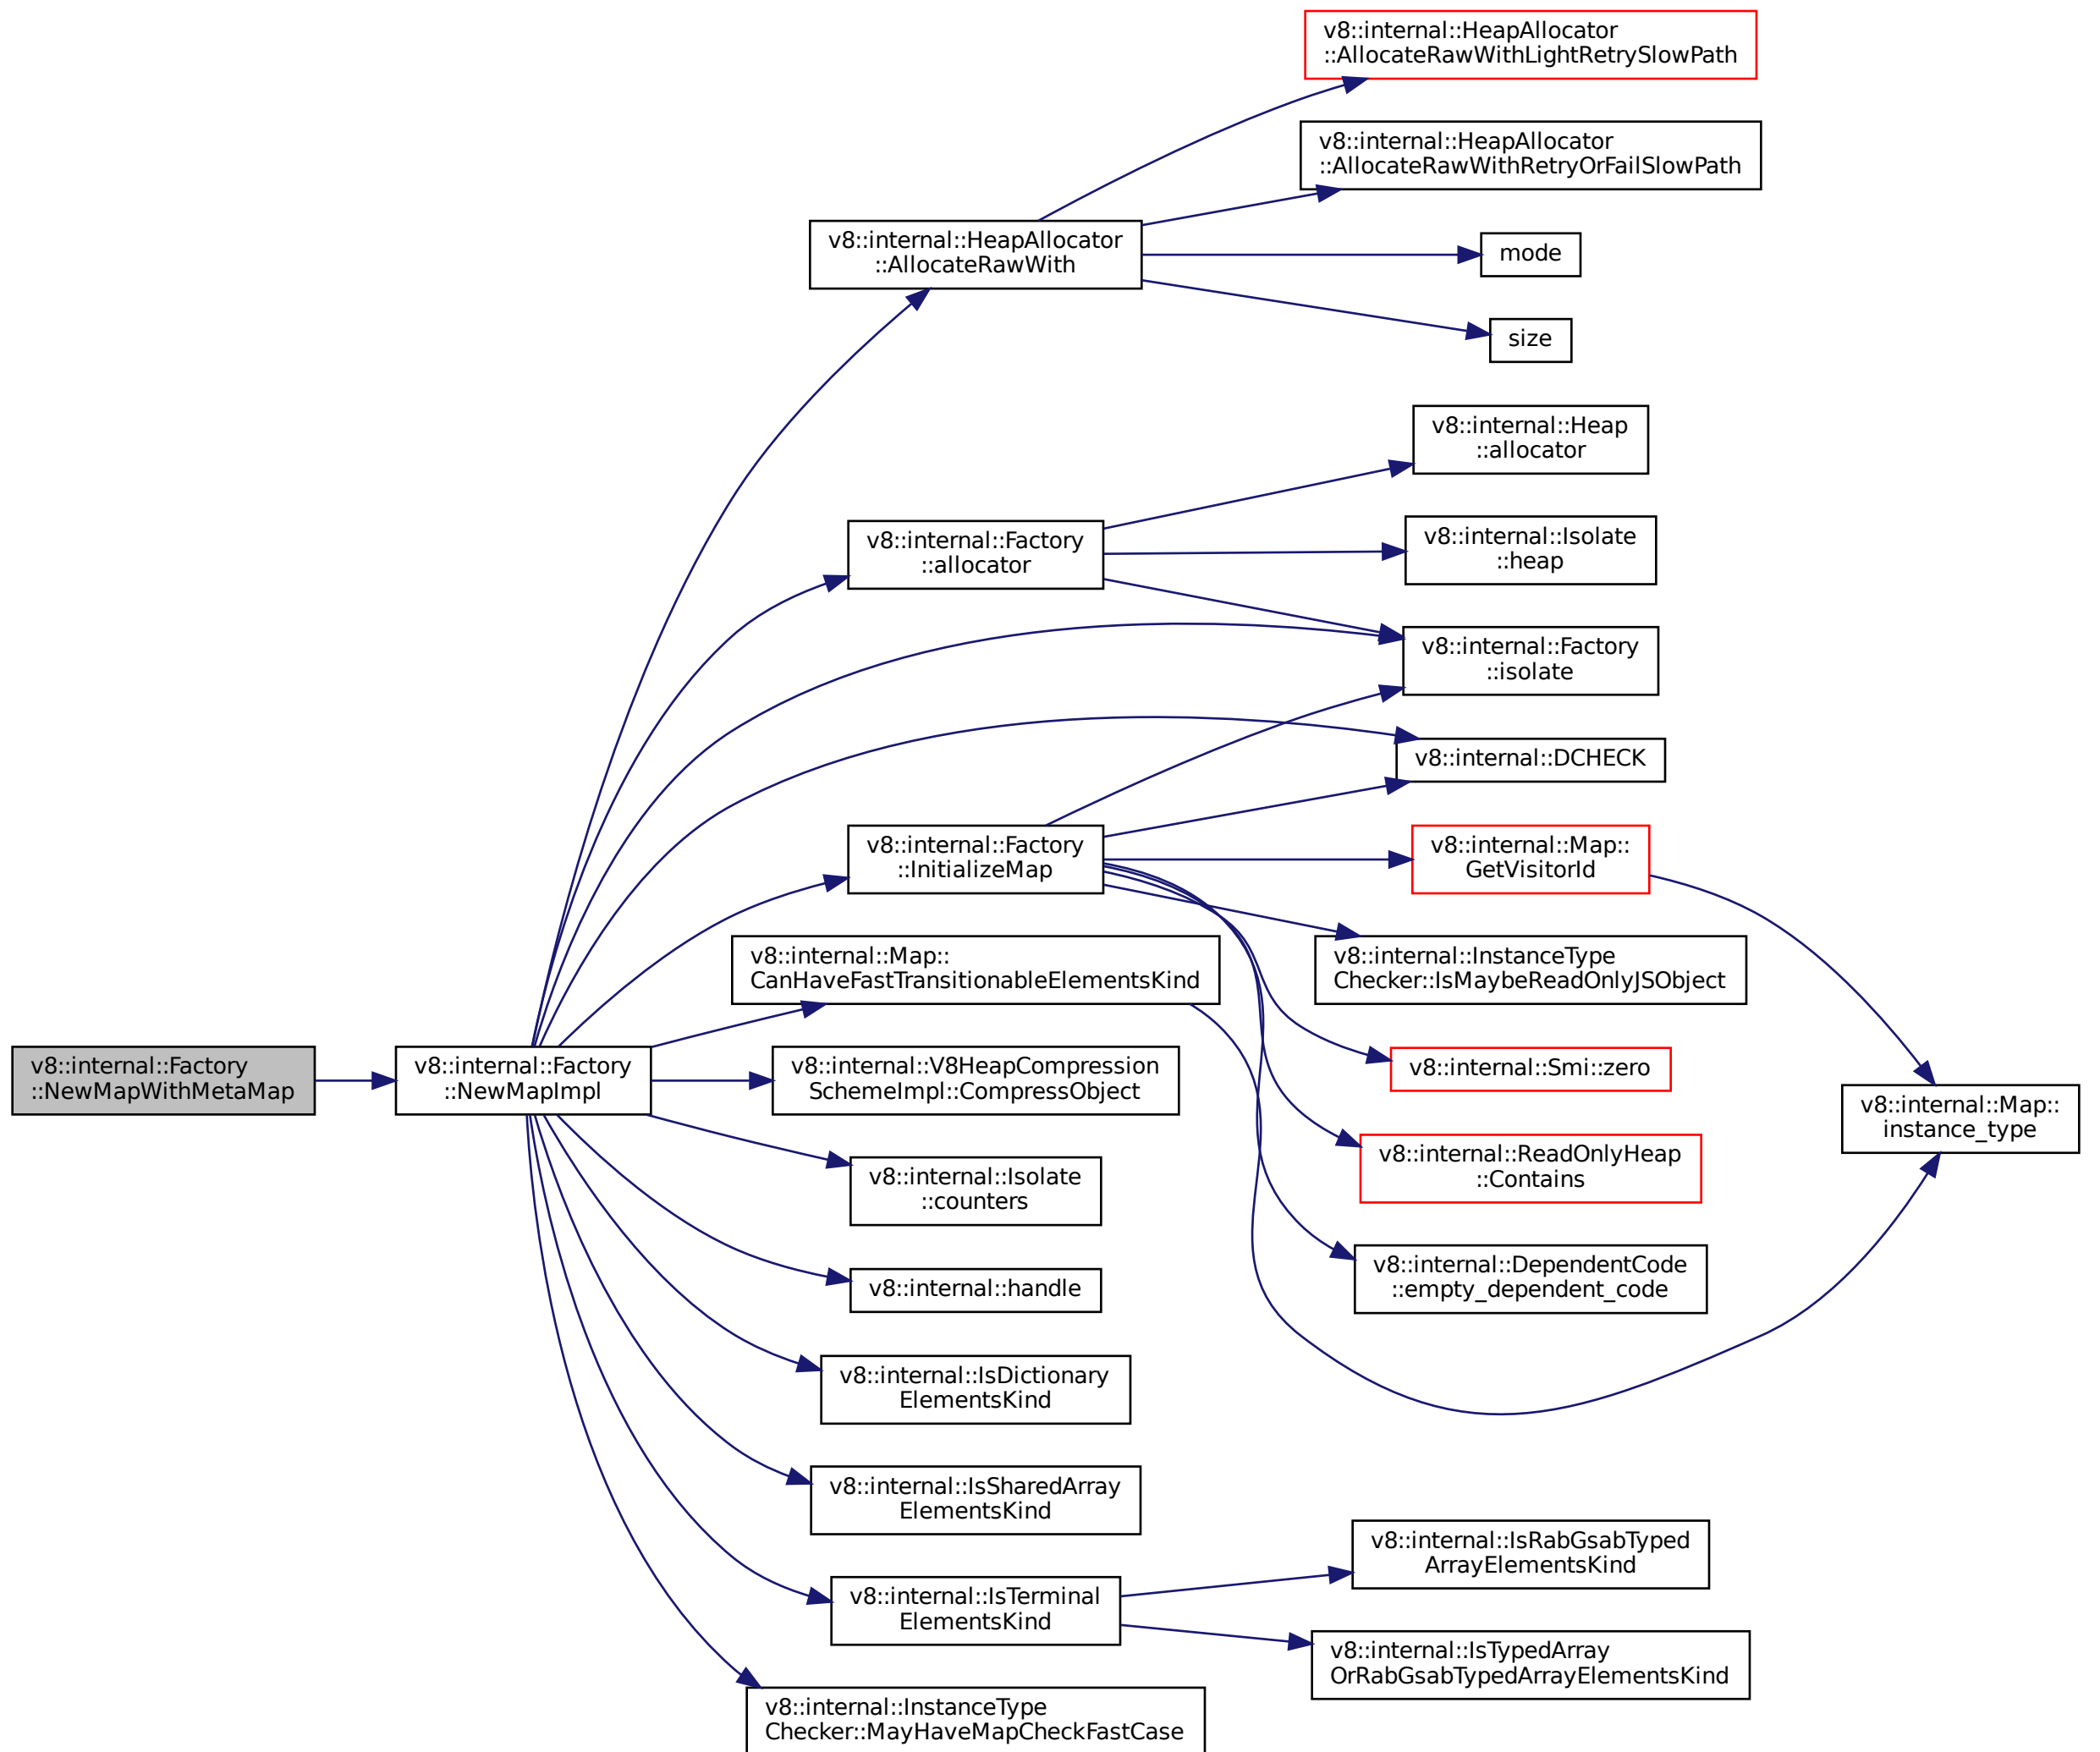 v8::internal::HeapAllocator
::AllocateRawWithLightRetrySlowPath
v8::internal::HeapAllocator
::AllocateRawWithRetryOrFailSlowPath
v8::internal::HeapAllocator
::AllocateRawWith
mode
size
v8::internal::Heap
::allocator
v8::internal::Factory
::allocator
v8::internal::Isolate
::heap
v8::internal::Factory
::isolate
v8::internal::DCHECK
v8::internal::Factory
::InitializeMap
v8::internal::Map::
GetVisitorId
v8::internal::Map::
CanHaveFastTransitionableElementsKind
v8::internal::InstanceType
Checker::IsMaybeReadOnlyJSObject
v8::internal::Factory
::NewMapWithMetaMap
v8::internal::Factory
::NewMapImpl
v8::internal::V8HeapCompression
SchemeImpl::CompressObject
v8::internal::Smi::zero
v8::internal::Map::
instance_type
v8::internal::ReadOnlyHeap
::Contains
v8::internal::Isolate
::counters
v8::internal::handle
v8::internal::DependentCode
::empty_dependent_code
v8::internal::IsDictionary
ElementsKind
v8::internal::IsSharedArray
ElementsKind
v8::internal::IsRabGsabTyped
ArrayElementsKind
v8::internal::IsTerminal
ElementsKind
v8::internal::IsTypedArray
OrRabGsabTypedArrayElementsKind
v8::internal::InstanceType
Checker::MayHaveMapCheckFastCase